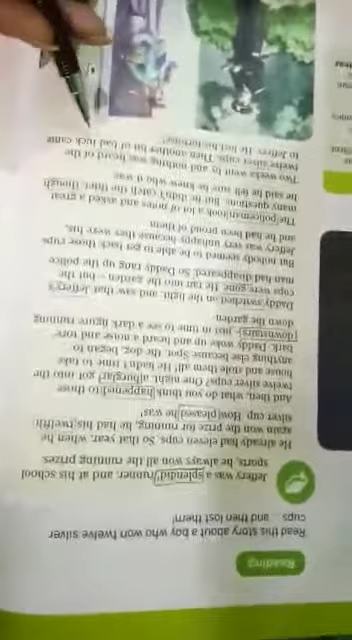 Reading
Read this story about a boy who won twelve silver
cups ... and then lost them!
Jeffery was a splendid runner, and at his school
sports, he always won all the running prizes.
He already had eleven cups. So that year, when he
again won the prize for running, he had his twelfth
silver cup. How pleased he was!
And then, what do you think happened to those
twelve silver cups? One night, a burglar got into the
house and stole them all! He hadn't time to take
anything else because Spot, the dog, began to
bark. Daddy woke up and heard a noise and tore
downstairs, just in time to see a dark figure running
down the garden.
Daddy switched on the light, and saw that Jeffery's
cups were gone. He ran into the garden – but the
man had disappeared. So Daddy rang up the police.
But nobody seemed to be able to get back those cups.
Jeffery was very unhappy because they were his,
and he had been proud of them.
The policeman took a lot of notes and asked a great
many questions. But he didn't catch the thief, though
he said he felt sure he knew who it was.
Two weeks went by and nothing was heard of the
twelve silver cups. Then another bit of bad luck came
to Jeffery. He lost his tortoise!